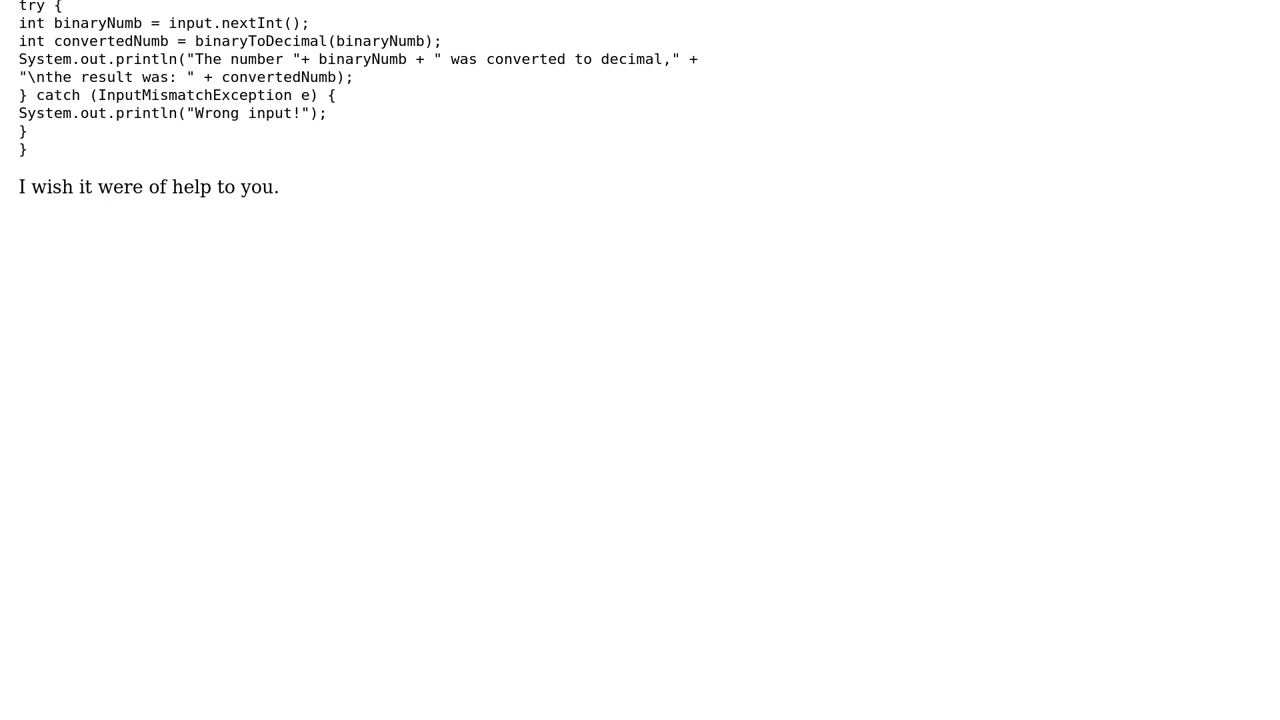 try {
int binaryNumb = input.nextInt();
int convertedNumb = binaryToDecimal(binaryNumb);
System.out.println("The number "+ binaryNumb + " was converted to decimal," +
"\nthe result was: " + convertedNumb);
} catch (InputMismatchException e) {
System.out.println("Wrong input!");
}
}
I wish it were of help to you.